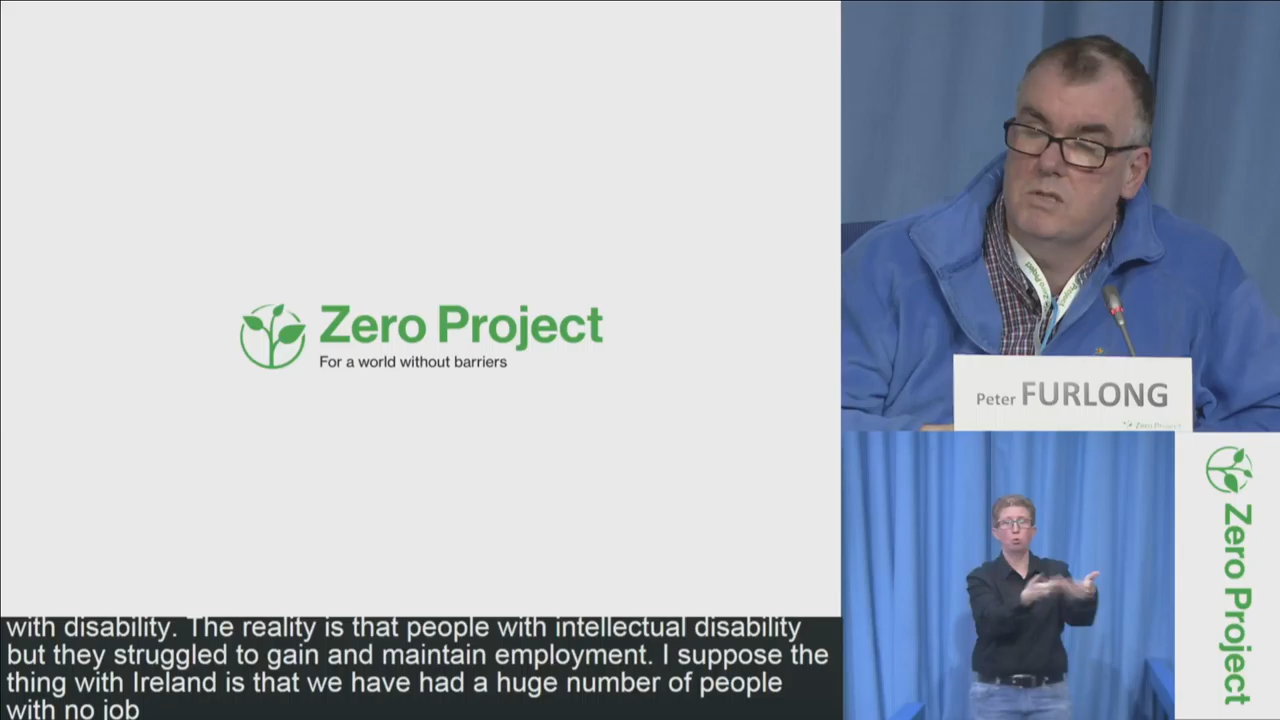 Zero Project
For a world without barriers
Peter FURLONG
Zero Project
with disability. The reality is that people with intellectual disability
but they struggled to gain and maintain employment. I suppose the
thing with Ireland is that we have had a huge number of people
with no job
Zero Project